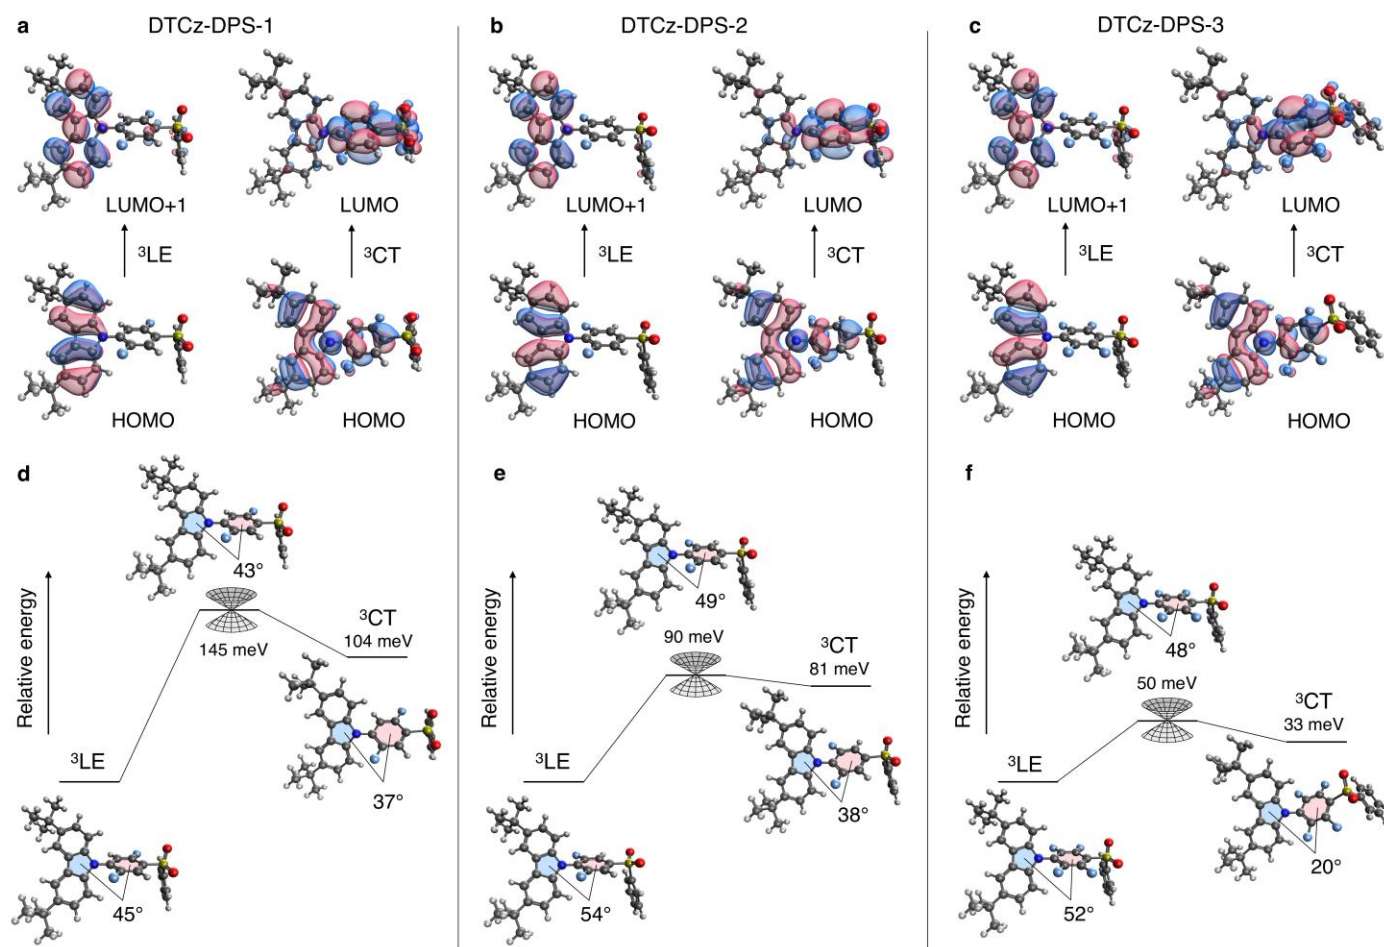 a
DTCz-DPS-1
LUMO+1
LUMO
³LE
³CT
HOMO
HOMO
b
DTCz-DPS-2
LUMO+1
LUMO
³LE
³CT
HOMO
HOMO
c
DTCz-DPS-3
LUMO+1
LUMO
³LE
³CT
HOMO
HOMO
d
Relative energy
43°
145 meV
³CT
104 meV
³LE
37°
45°
e
Relative energy
49°
90 meV
³CT
81 meV
³LE
38°
54°
f
Relative energy
48°
50 meV
³CT
33 meV
³LE
20°
52°